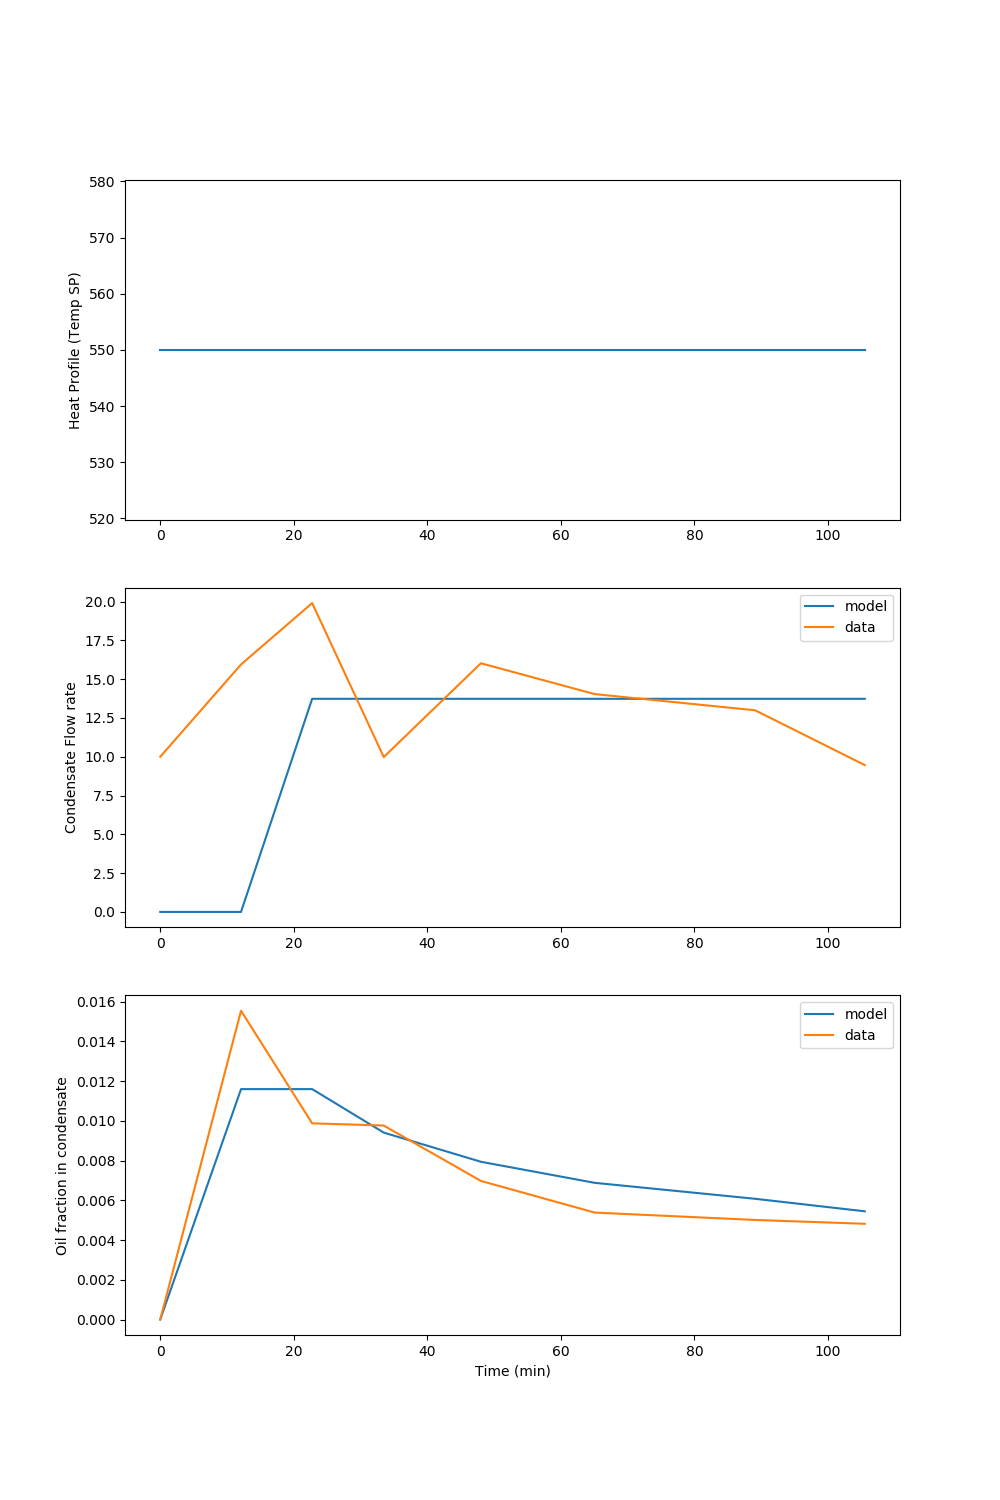 580
570
560
550
540
530
520
Heat Profile (Temp SP)
0 20 40 60 80 100
20.0
17.5
15.0
12.5
10.0
7.5
5.0
2.5
0.0
Condensate Flow rate
model
data
0 20 40 60 80 100
0.016
0.014
0.012
0.010
0.008
0.006
0.004
0.002
0.000
Oil fraction in condensate
model
data
0 20 40 60 80 100
Time (min)